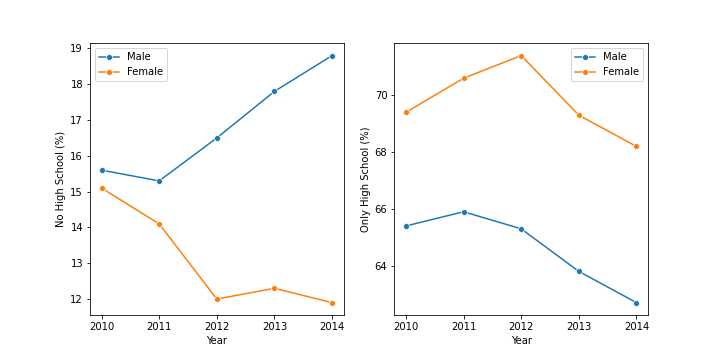 No High School (%)
19
18
17
16
15
14
13
12
Male
Female
2010 2011 2012 2013 2014
Year
Only High School (%)
70
68
66
64
Male
Female
2010 2011 2012 2013 2014
Year